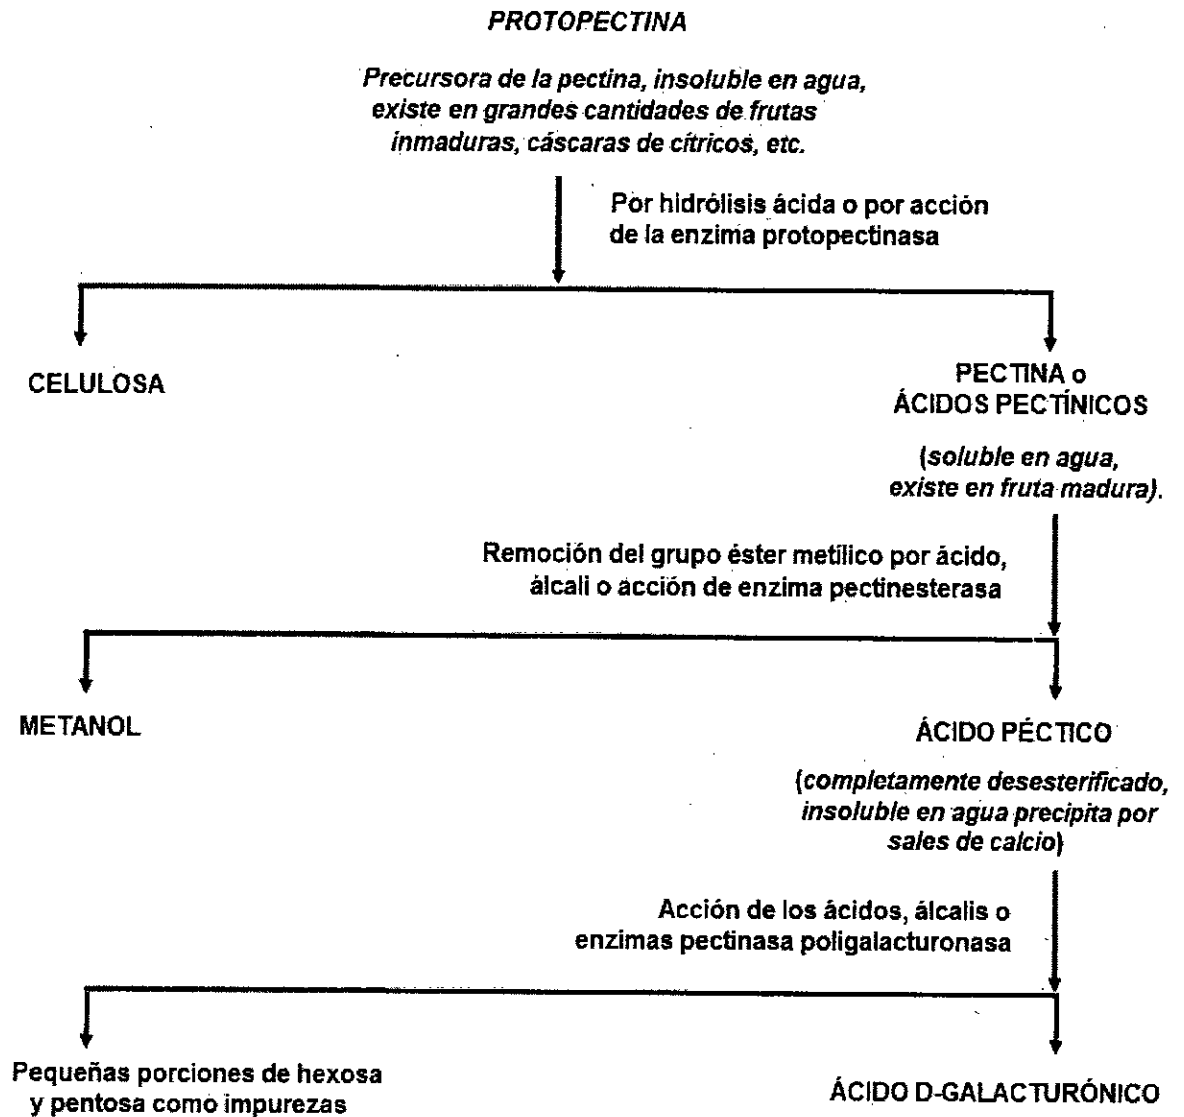 PROTOPECTINA
Precursora de la pectina, insoluble en agua,
existe en grandes cantidades de frutas
inmaduras, cáscaras de cítricos, etc.
Por hidrólisis ácida o por acción
de la enzima protopectinasa
CELULOSA
PECTINA o
ÁCIDOS PECTÍNICOS
(soluble en agua,
existe en fruta madura).
Remoción del grupo éster metílico por ácido,
álcali o acción de enzima pectinesterasa
METANOL
ÁCIDO PÉCTICO
(completamente desesterificado,
insoluble en agua precipita por
sales de calcio)
Acción de los ácidos, álcalis o
enzimas pectinasa poligalacturonasa
Pequeñas porciones de hexosa
y pentosa como impurezas
ÁCIDO D-GALACTURÓNICO